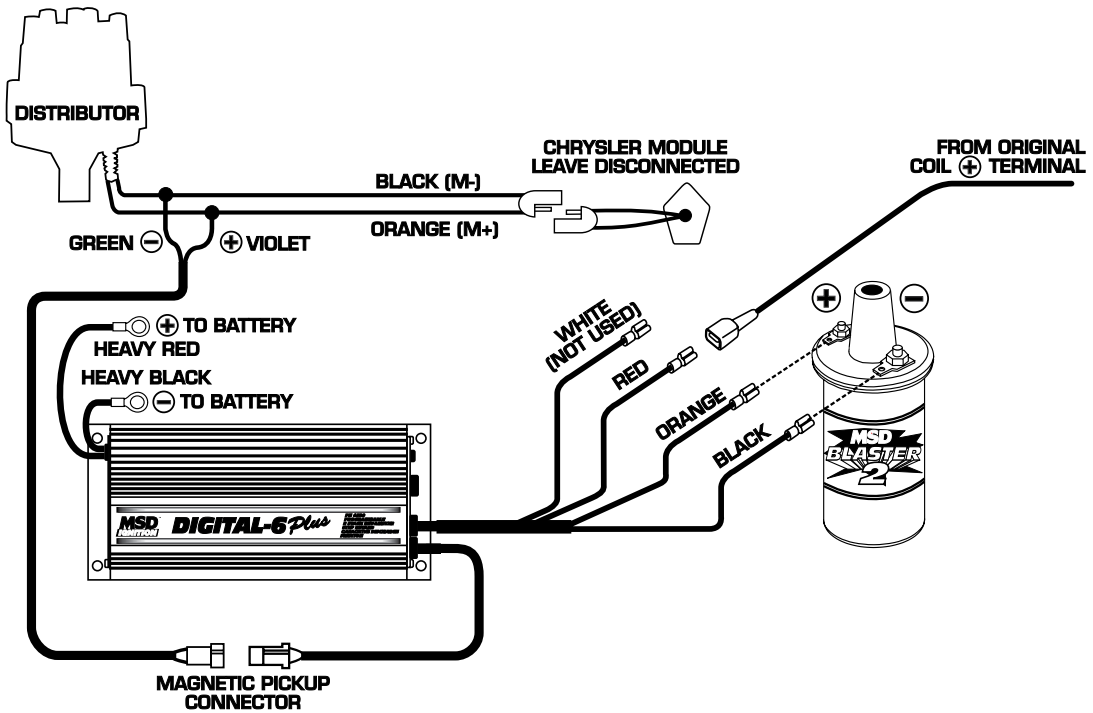 DISTRIBUTOR
CHRYSLER MODULE
LEAVE DISCONNECTED
FROM ORIGINAL
COIL + TERMINAL
BLACK (M-)
ORANGE (M+)
GREEN −
+ VIOLET
+ TO BATTERY
HEAVY RED
HEAVY BLACK
− TO BATTERY
WHITE
(NOT USED)
RED
ORANGE
BLACK
+
−
MSD
BLASTER
2
MSD
IGNITION
DIGITAL-6 Plus
MAGNETIC PICKUP
CONNECTOR